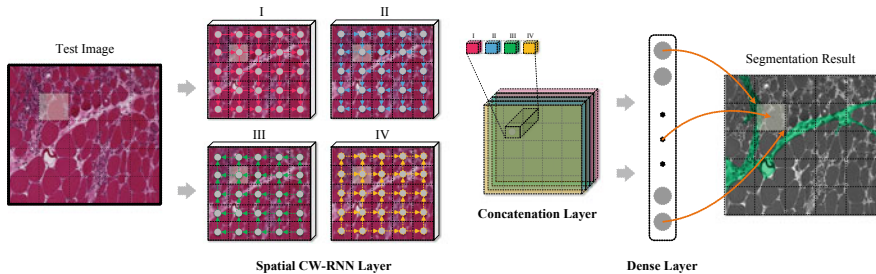 Test Image
I
II
III
IV
Spatial CW-RNN Layer
I II III IV
Concatenation Layer
Dense Layer
Segmentation Result